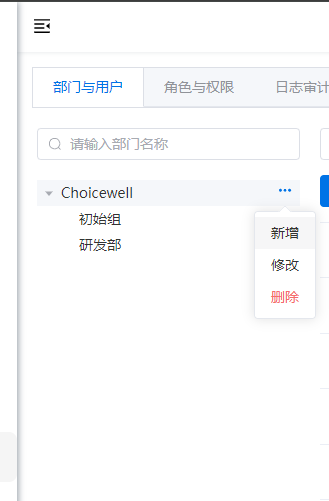 部门与用户
角色与权限
日志审计
请输入部门名称
Choicewell
初始组
研发部
新增
修改
删除